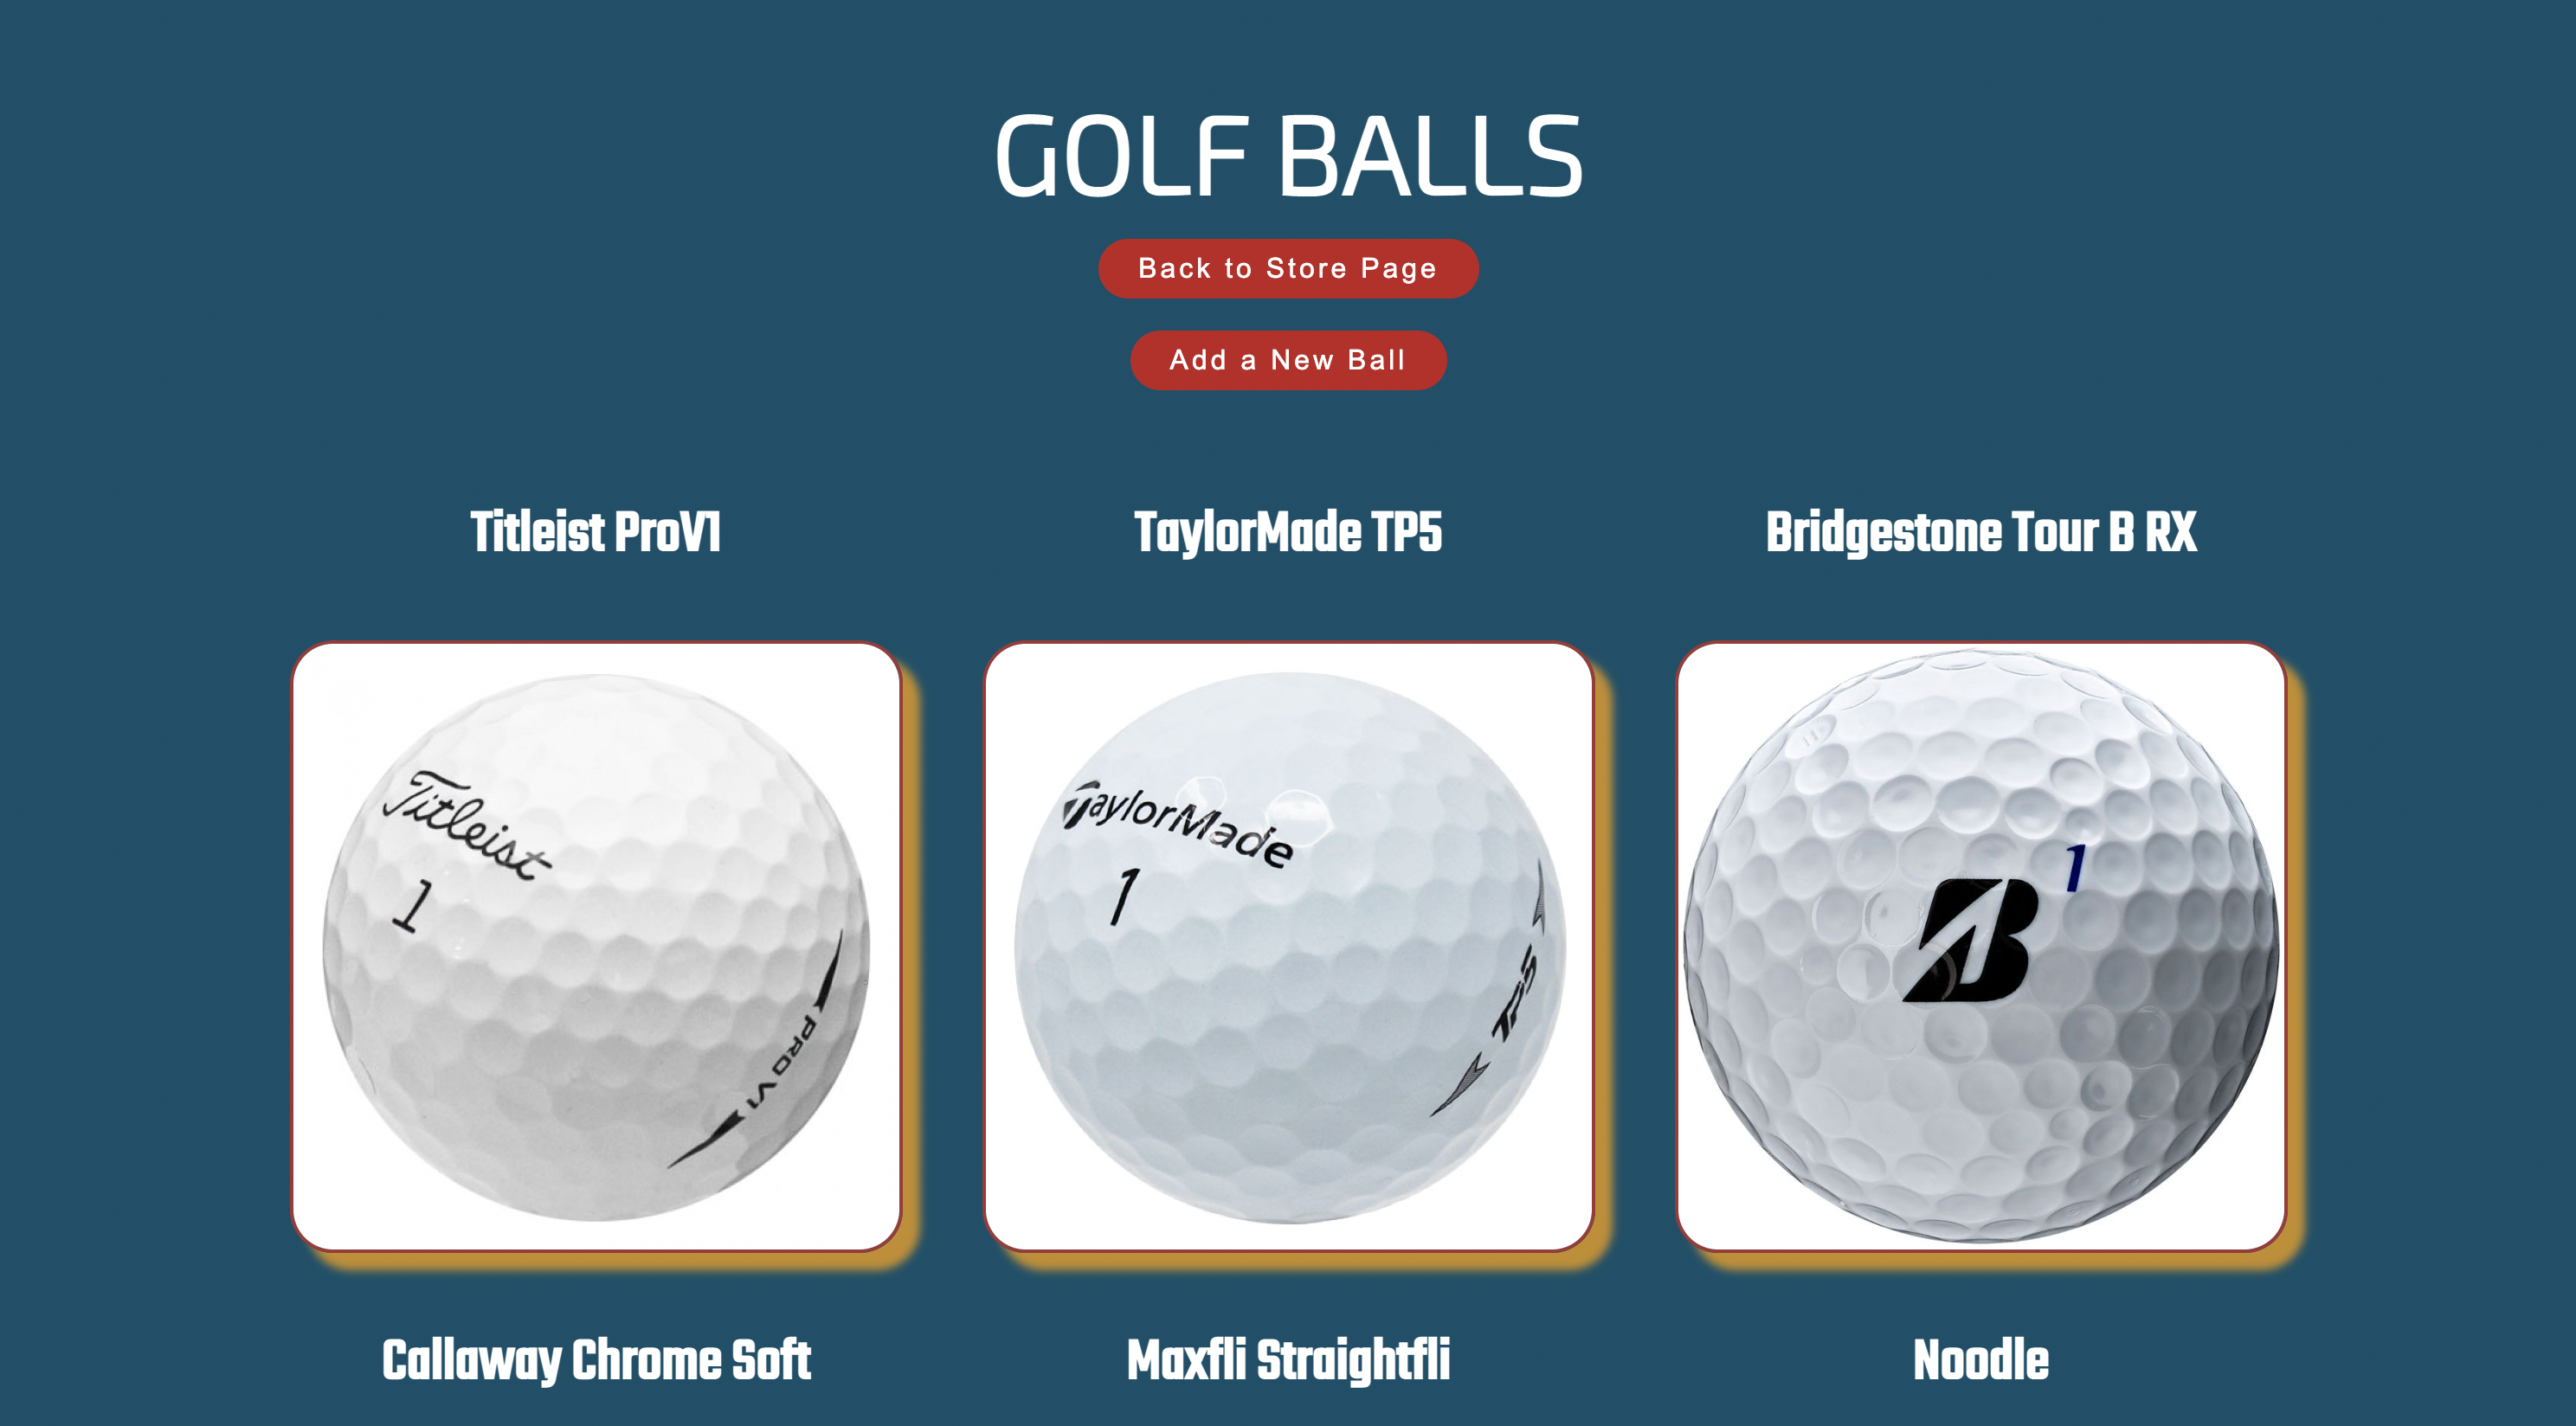 GOLF BALLS
Back to Store Page
Add a New Ball
Titleist ProV1
TaylorMade TP5
Bridgestone Tour B RX
Titleist
1
PRO V1
TaylorMade
1
TP5
1
B
Callaway Chrome Soft
Maxfli Straightfli
Noodle